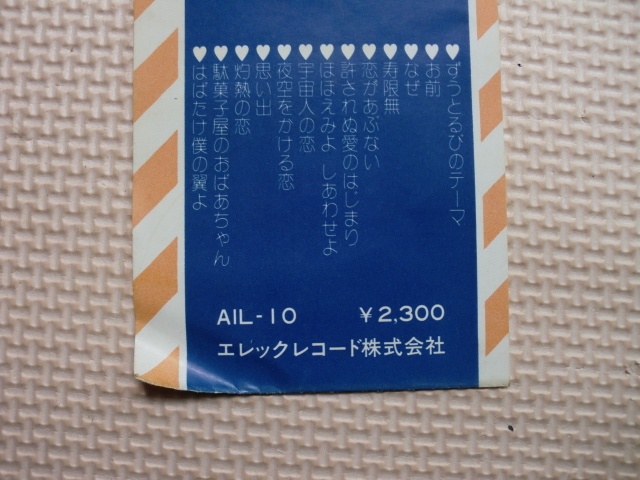 ♥ずうとるびのテーマ
♥お前
♥なぜ
♥寿限無
♥恋があぶない
♥許されぬ愛のはじまり
♥ほほえみよ しあわせよ
♥宇宙人の恋
♥夜空をかける恋
♥思い出
♥灼熱の恋
♥駄菓子屋のおばあちゃん
♥はばたけ僕の翼よ
AIL-10 ¥2,300
エレックレコード株式会社